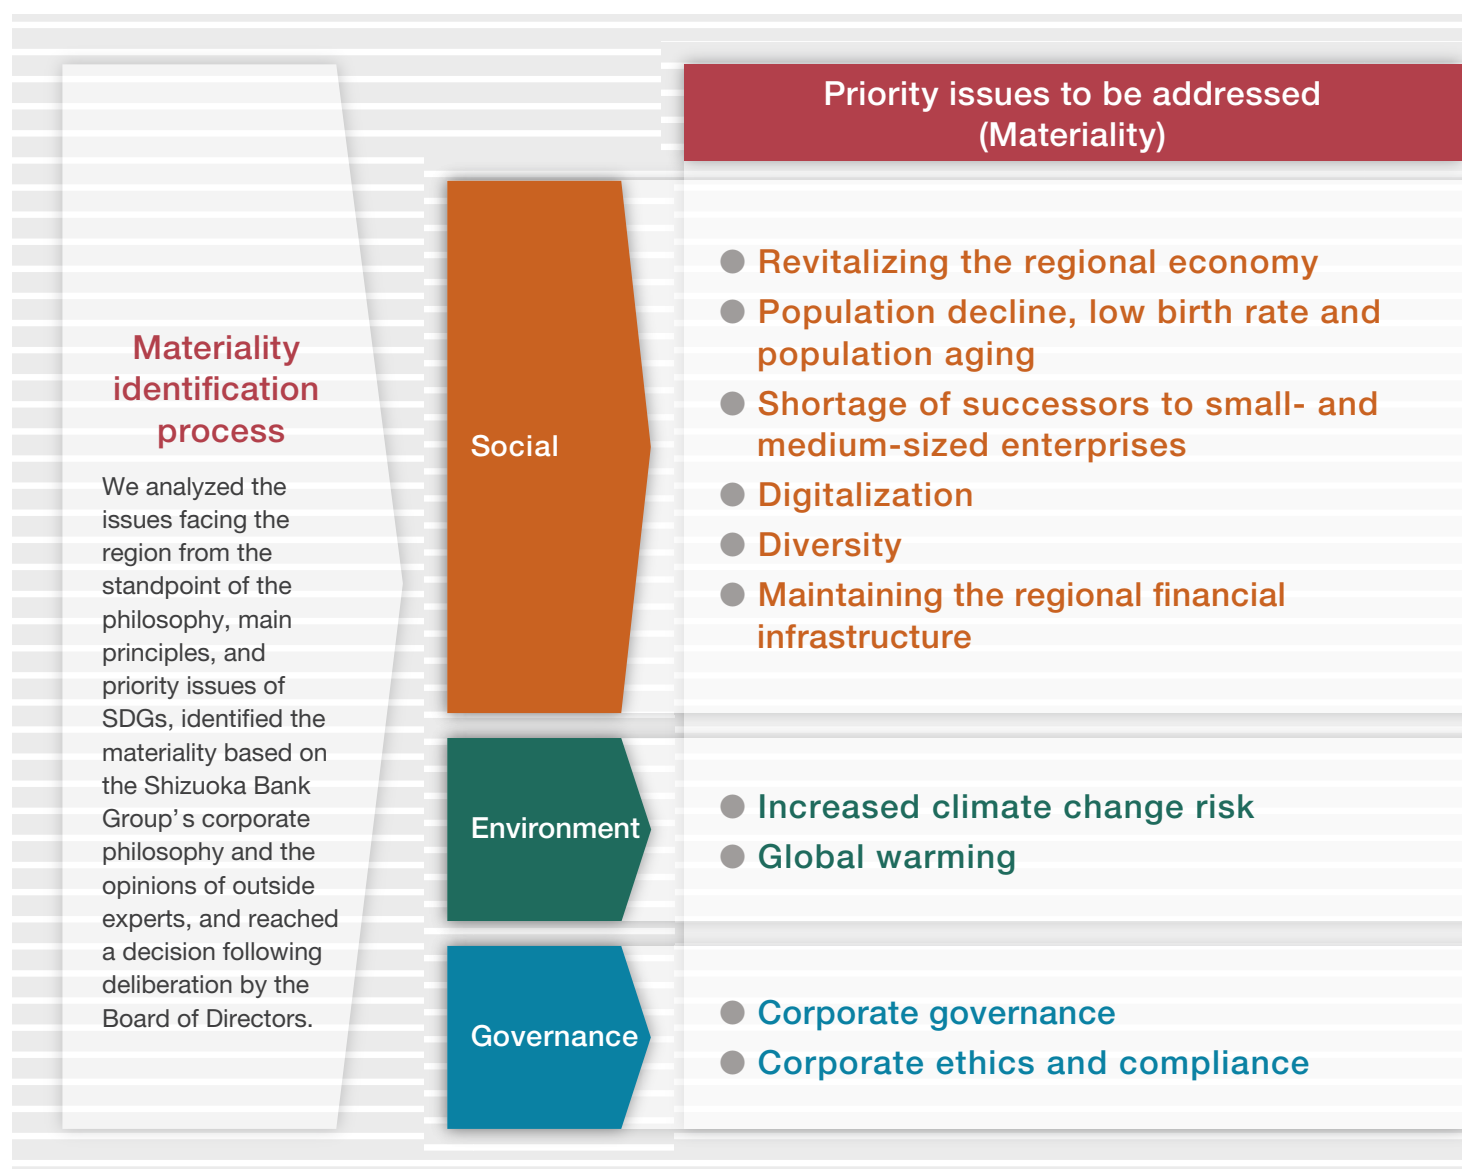 Priority issues to be addressed
(Materiality)
Materiality
identification
process
We analyzed the
issues facing the
region from the
standpoint of the
philosophy, main
principles, and
priority issues of
SDGs, identified the
materiality based on
the Shizuoka Bank
Group's corporate
philosophy and the
opinions of outside
experts, and reached
a decision following
deliberation by the
Board of Directors.
Social
● Revitalizing the regional economy
● Population decline, low birth rate and
population aging
● Shortage of successors to small- and
medium-sized enterprises
● Digitalization
● Diversity
● Maintaining the regional financial
infrastructure
Environment
● Increased climate change risk
● Global warming
Governance
● Corporate governance
● Corporate ethics and compliance